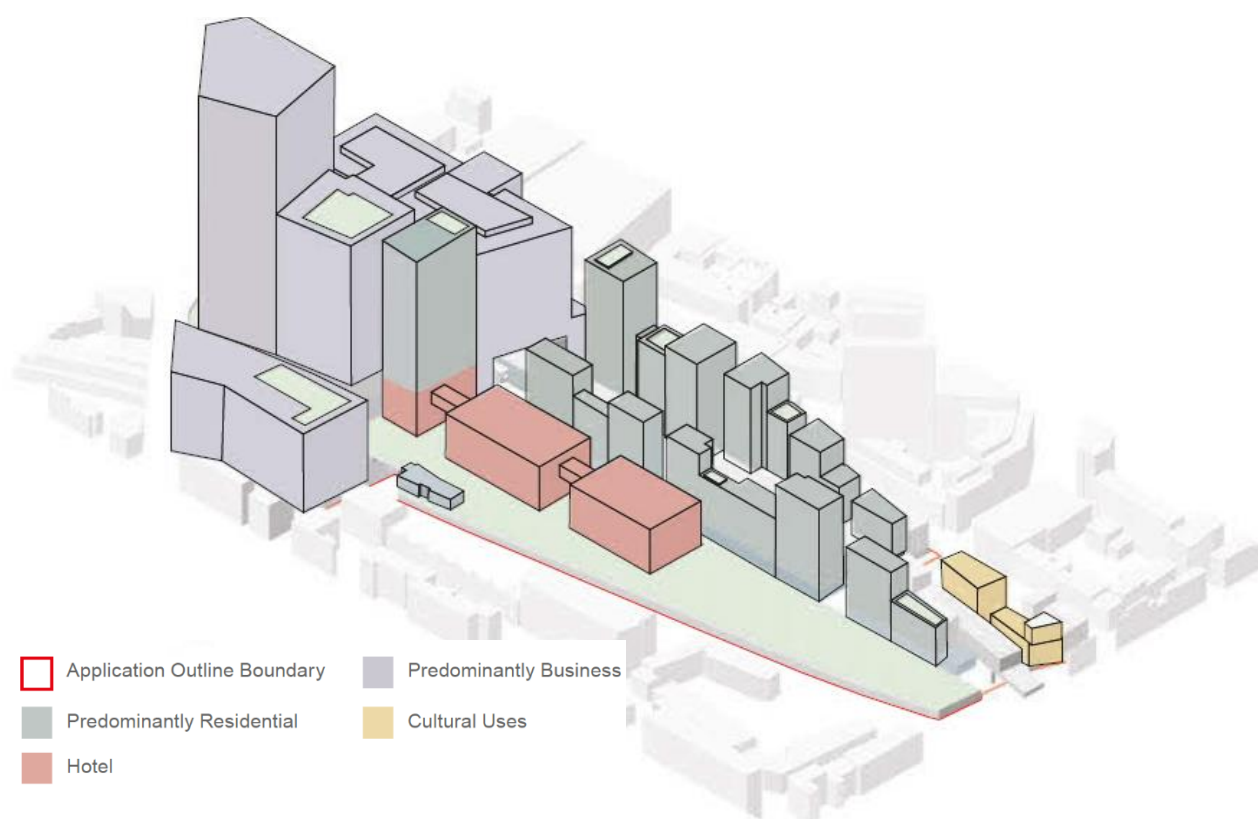 Application Outline Boundary
Predominantly Business
Predominantly Residential
Cultural Uses
Hotel